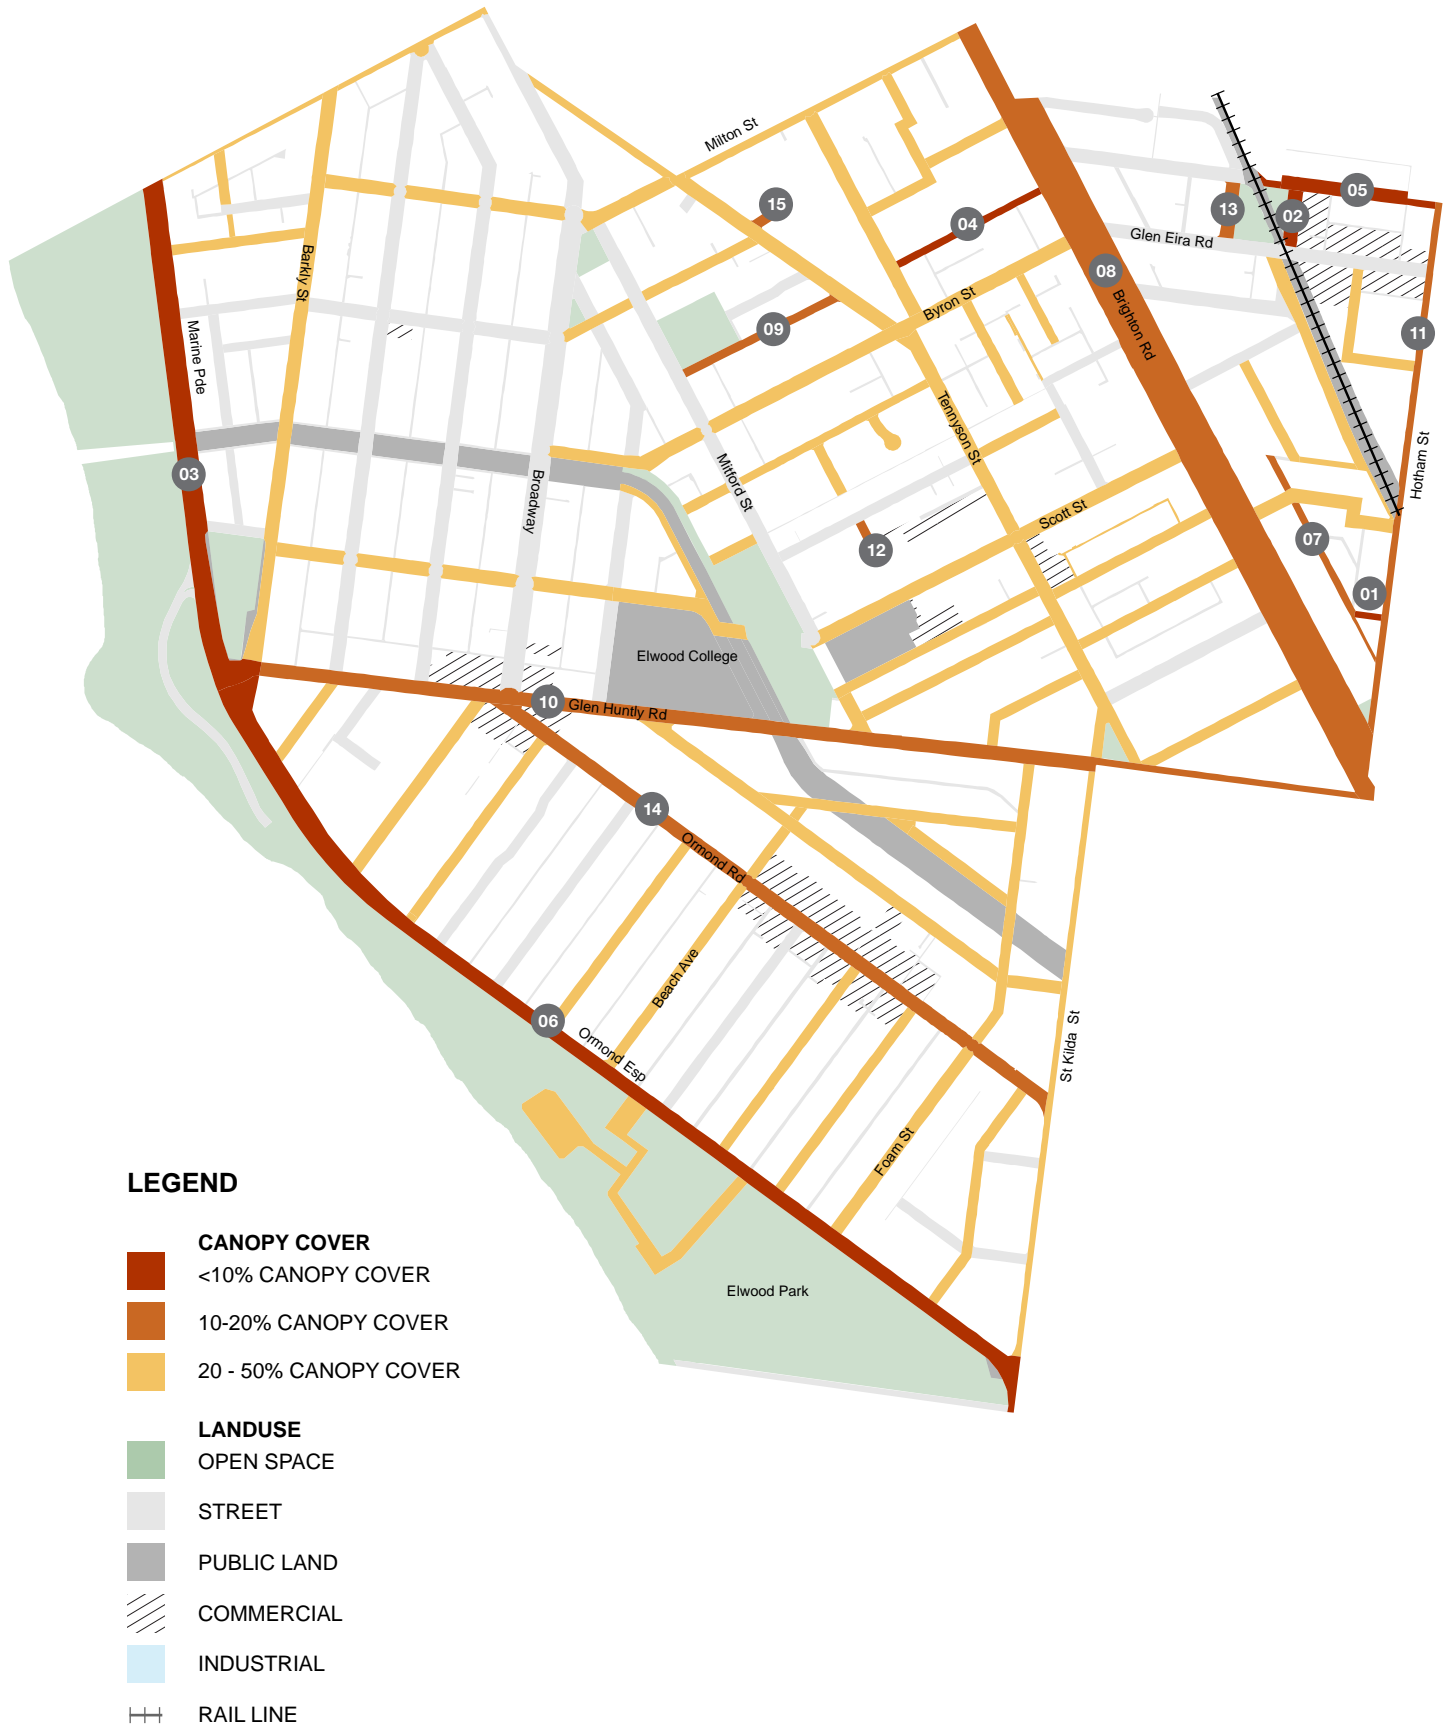 Milton St
15
05
04
13
02
Glen Eira Rd
Barkly St
08
Byron St
Brighton Rd
Marine Pde
09
11
Tennyson St
Hotham St
03
Mitford St
Broadway
Scott St
12
07
01
Elwood College
10
Glen Huntly Rd
14
Ormond Rd
Beach Ave
06
Ormond Esp
St Kilda St
Foam St
Elwood Park
LEGEND
CANOPY COVER
<10% CANOPY COVER
10-20% CANOPY COVER
20 - 50% CANOPY COVER
LANDUSE
OPEN SPACE
STREET
PUBLIC LAND
COMMERCIAL
INDUSTRIAL
RAIL LINE